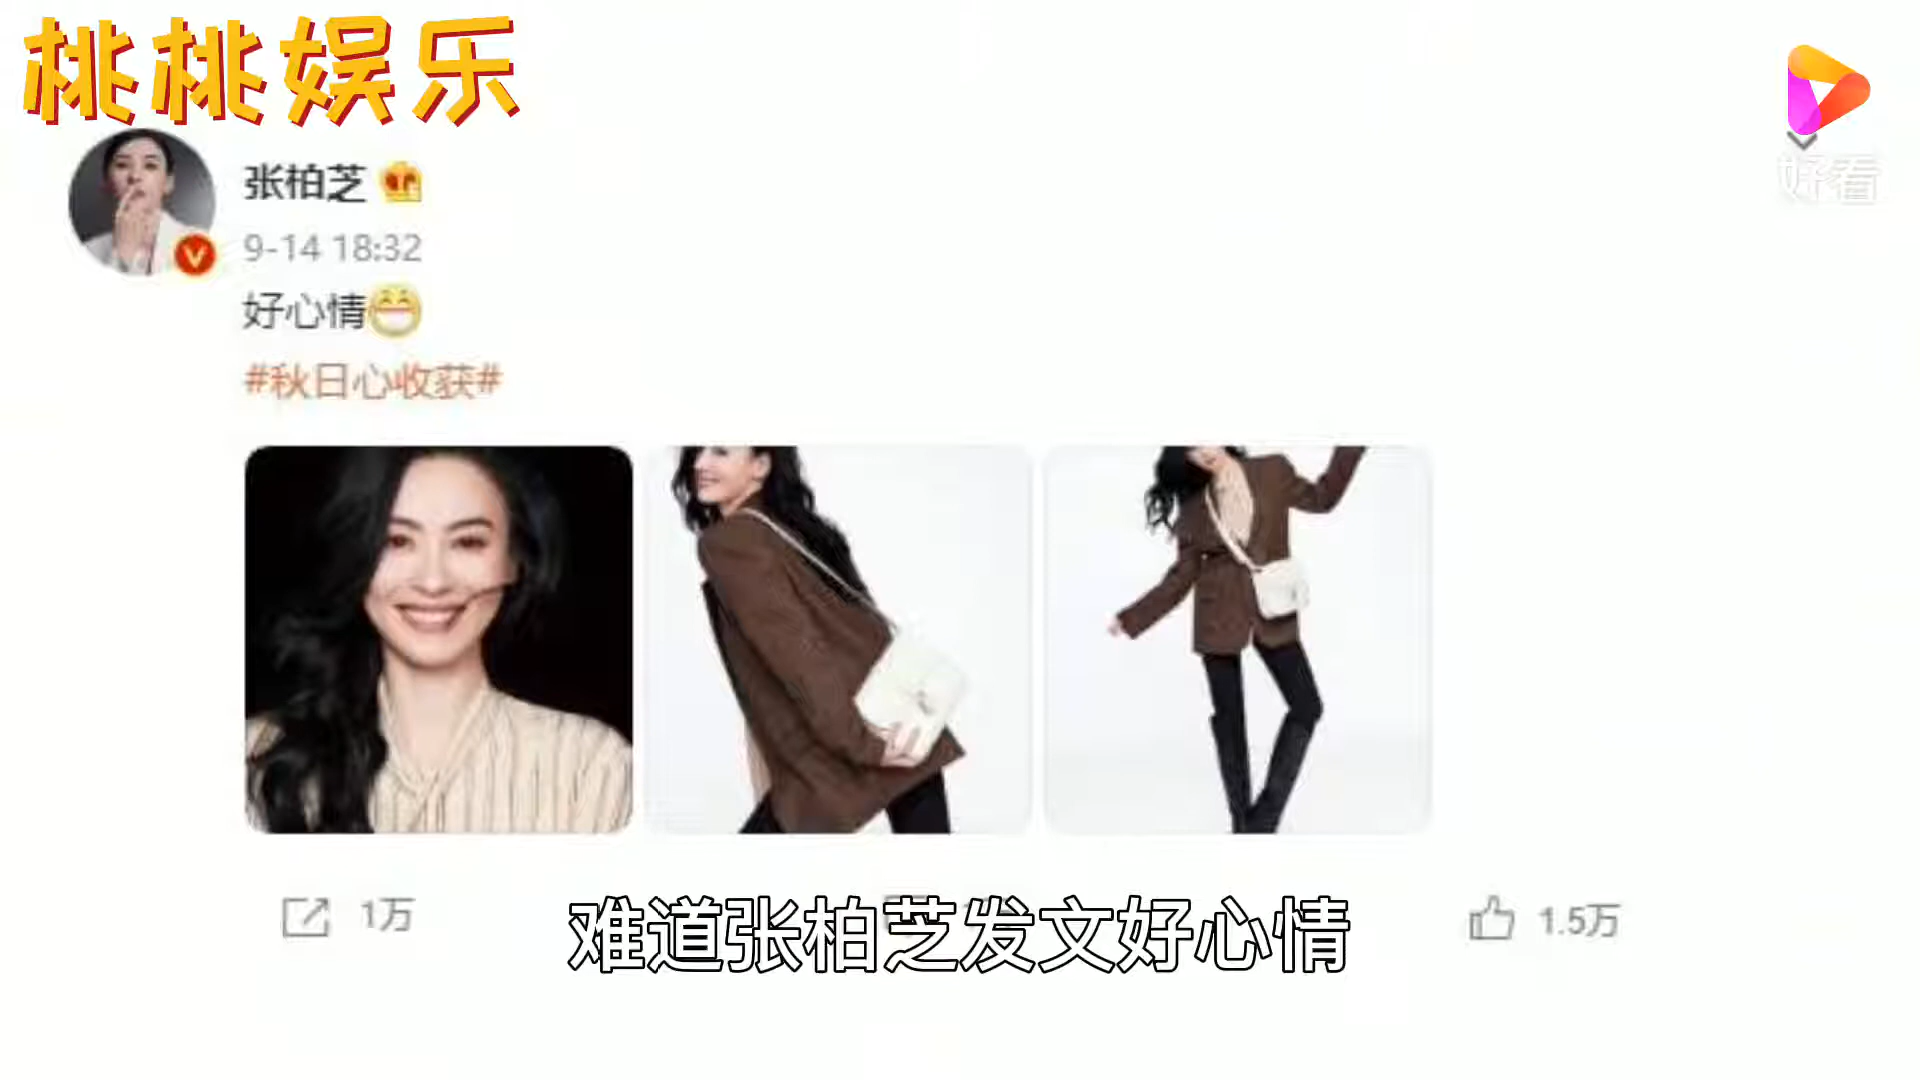 桃桃娱乐
好看
张柏芝
9-14 18:32
好心情
#秋日心收获#
1万
1.5万
难道张柏芝发文好心情